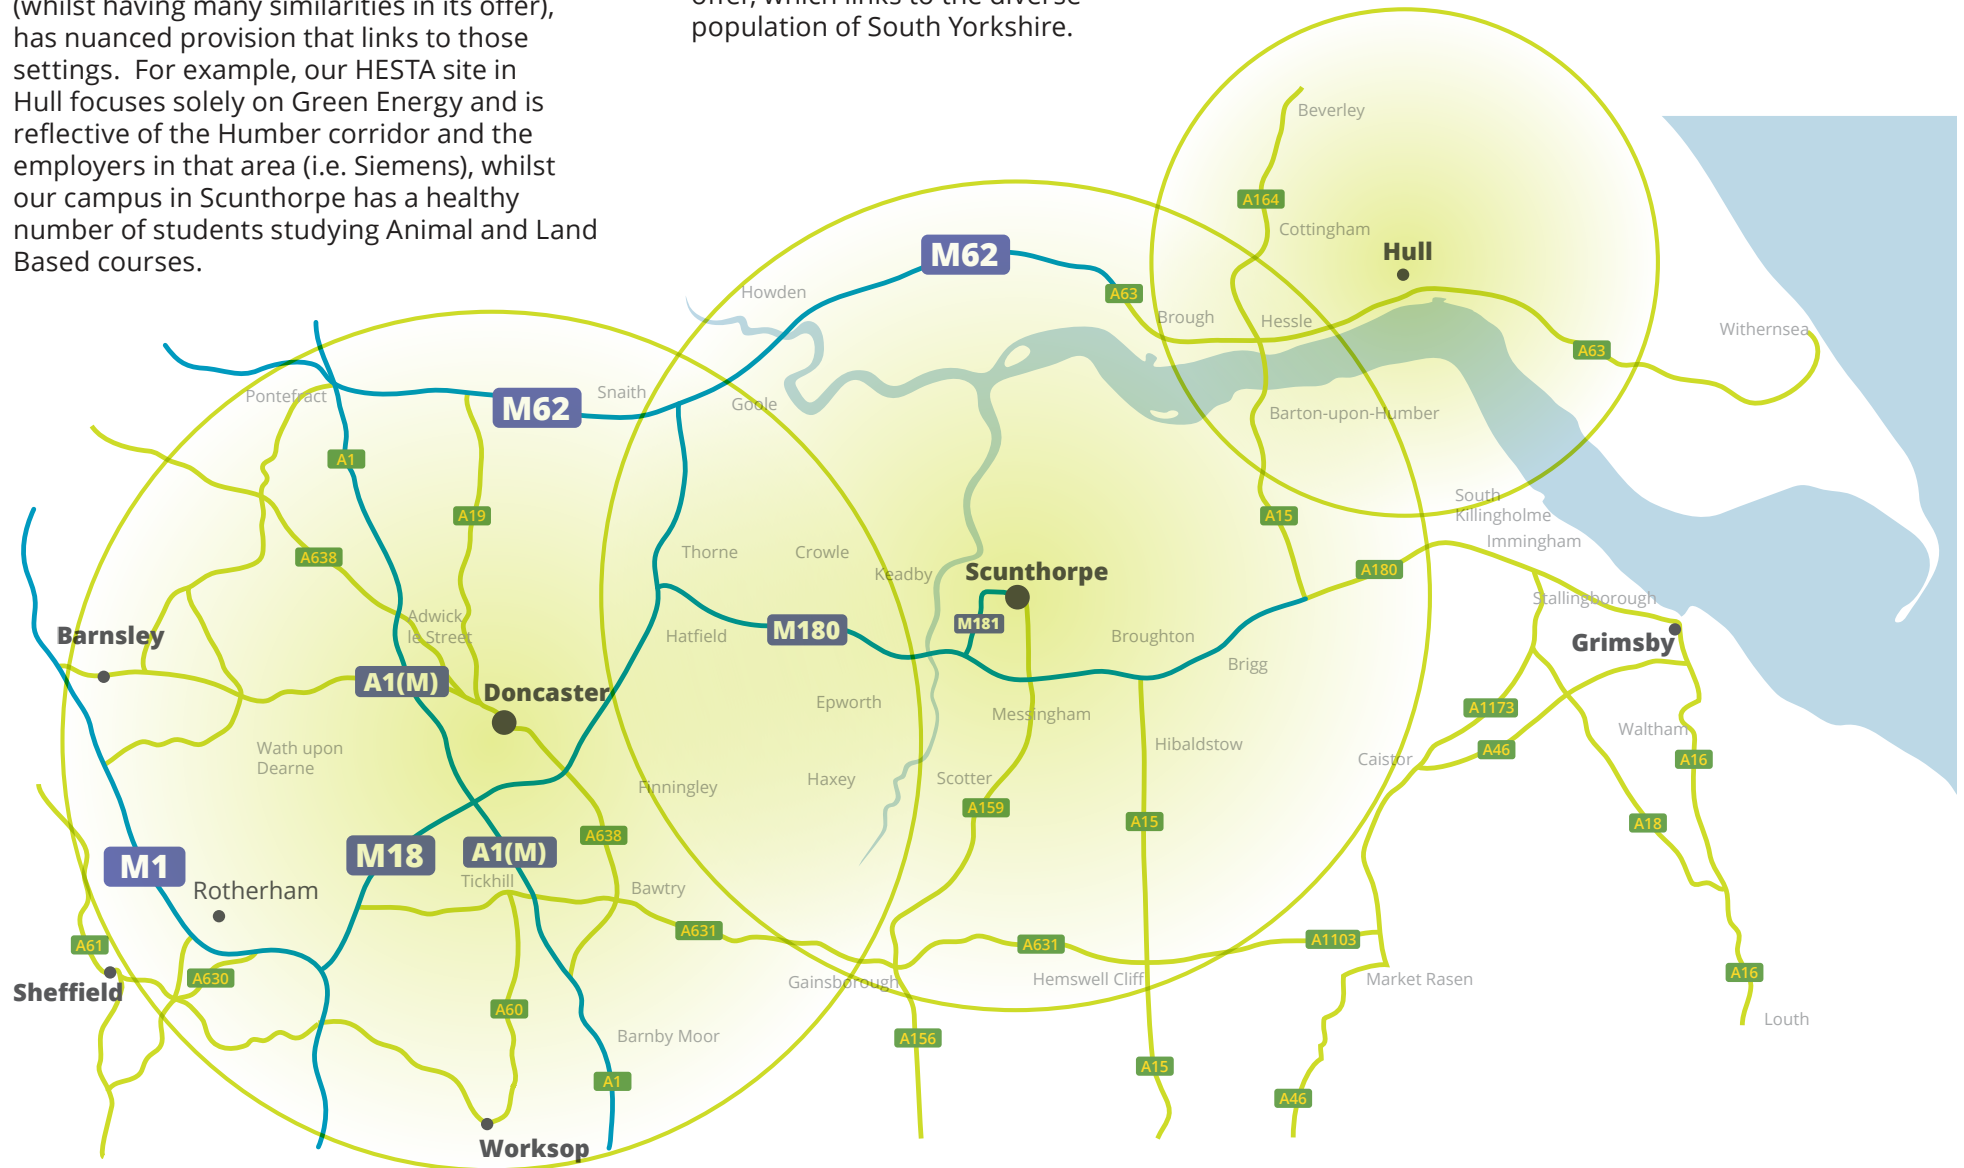 (whilst having many similarities in its offer),
has nuanced provision that links to those
settings.  For example, our HESTA site in
Hull focuses solely on Green Energy and is
reflective of the Humber corridor and the
employers in that area (i.e. Siemens), whilst
our campus in Scunthorpe has a healthy
number of students studying Animal and Land
Based courses.
offer, which links to the diverse
population of South Yorkshire.
Beverley
A164
Cottingham
Hull
M62
Howden
A63
Brough
Hessle
Withernsea
A63
Pontefract
Snaith
M62
Goole
Barton-upon-Humber
A1
South
Killingholme
A19
A15
Immingham
A638
Thorne
Crowle
Keadby
Scunthorpe
A180
Stallingborough
Adwick
le Street
Barnsley
Hatfield
M180
M181
Broughton
Grimsby
Brigg
A1(M)
Doncaster
Epworth
Messingham
A1173
Waltham
Wath upon
Dearne
Hibaldstow
A46
Caistor
A16
Finningley
Haxey
Scotter
A159
A15
A18
A638
M1
M18
A1(M)
Tickhill
Bawtry
Rotherham
A631
A631
A1103
A61
A630
Sheffield
Gainsborough
Hemswell Cliff
Market Rasen
A16
A60
Louth
Barnby Moor
A156
A15
A1
A46
Worksop